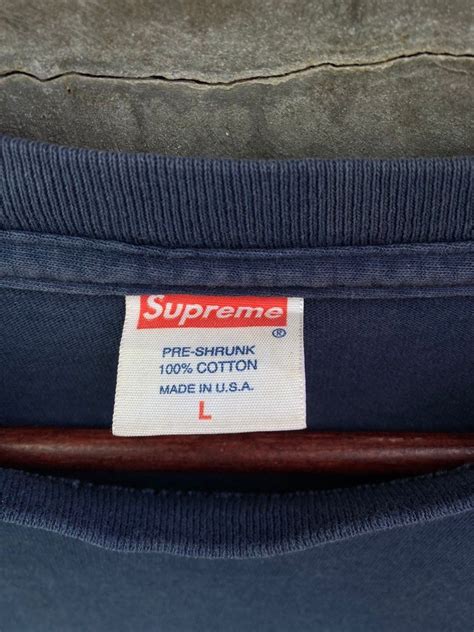 Supreme
®
PRE-SHRUNK
100% COTTON
MADE IN U.S.A.
L